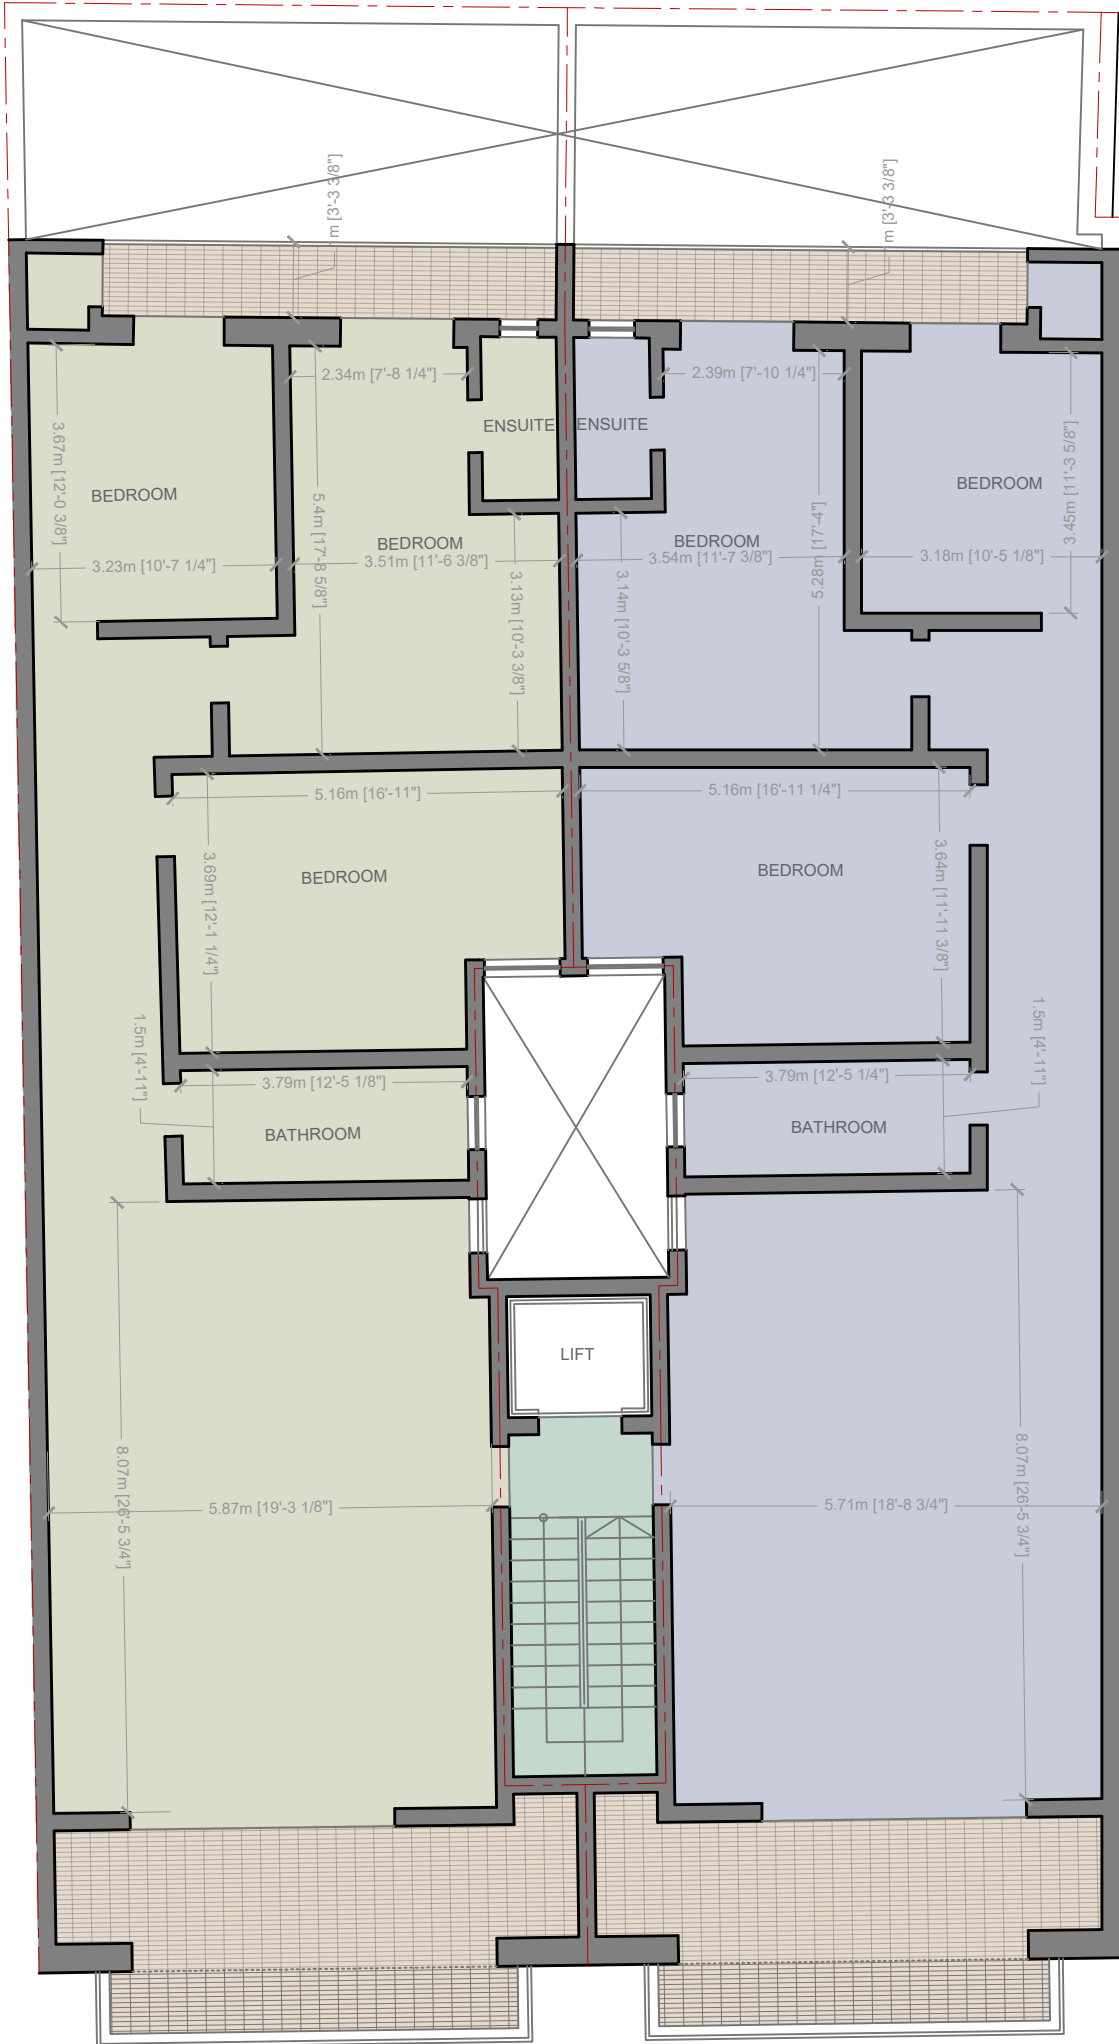 m [3'-3 3/8"]
m [3'-3 3/8"]
2.34m [7'-8 1/4"]
2.39m [7'-10 1/4"]
3.67m [12'-0 3/8"]
ENSUITE
ENSUITE
3.45m [11'-3 5/8"]
BEDROOM
BEDROOM
5.4m [17'-8 5/8"]
5.28m [17'-4"]
BEDROOM
BEDROOM
3.23m [10'-7 1/4"]
3.51m [11'-6 3/8"]
3.54m [11'-7 3/8"]
3.18m [10'-5 1/8"]
3.13m [10'-3 3/8"]
3.14m [10'-3 5/8"]
5.16m [16'-11"]
5.16m [16'-11 1/4"]
BEDROOM
BEDROOM
3.69m [12'-1 1/4"]
3.64m [11'-11 3/8"]
1.5m [4'-11"]
1.5m [4'-11"]
3.79m [12'-5 1/8"]
3.79m [12'-5 1/4"]
BATHROOM
BATHROOM
LIFT
8.07m [26'-5 3/4"]
8.07m [26'-5 3/4"]
5.87m [19'-3 1/8"]
5.71m [18'-8 3/4"]